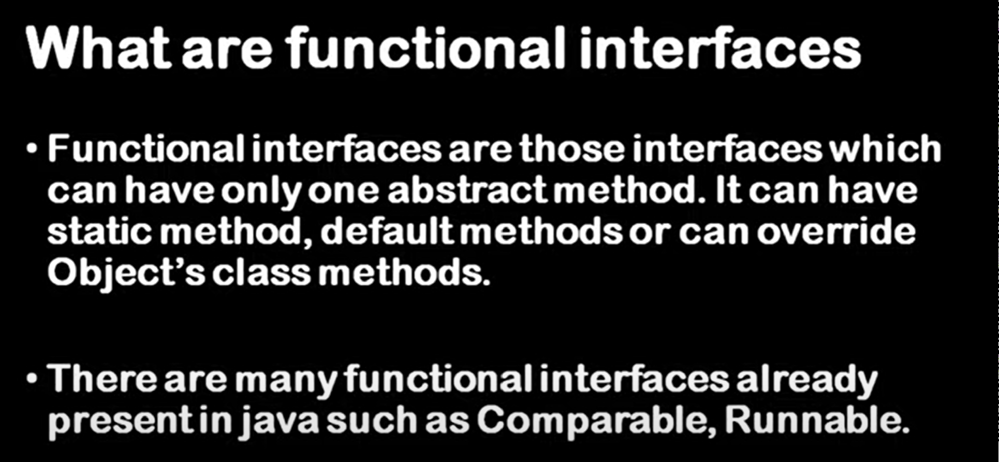 What are functional interfaces
• Functional interfaces are those interfaces which
can have only one abstract method. It can have
static method, default methods or can override
Object’s class methods.
• There are many functional interfaces already
present in java such as Comparable, Runnable.